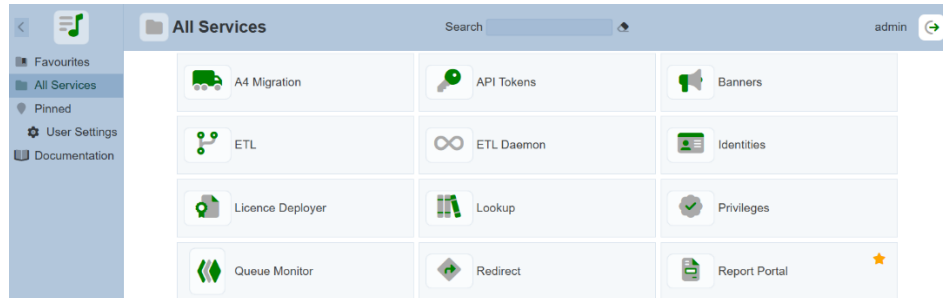 All Services
Search
admin
Favourites
All Services
Pinned
User Settings
Documentation
A4 Migration
API Tokens
Banners
ETL
ETL Daemon
Identities
Licence Deployer
Lookup
Privileges
Queue Monitor
Redirect
Report Portal